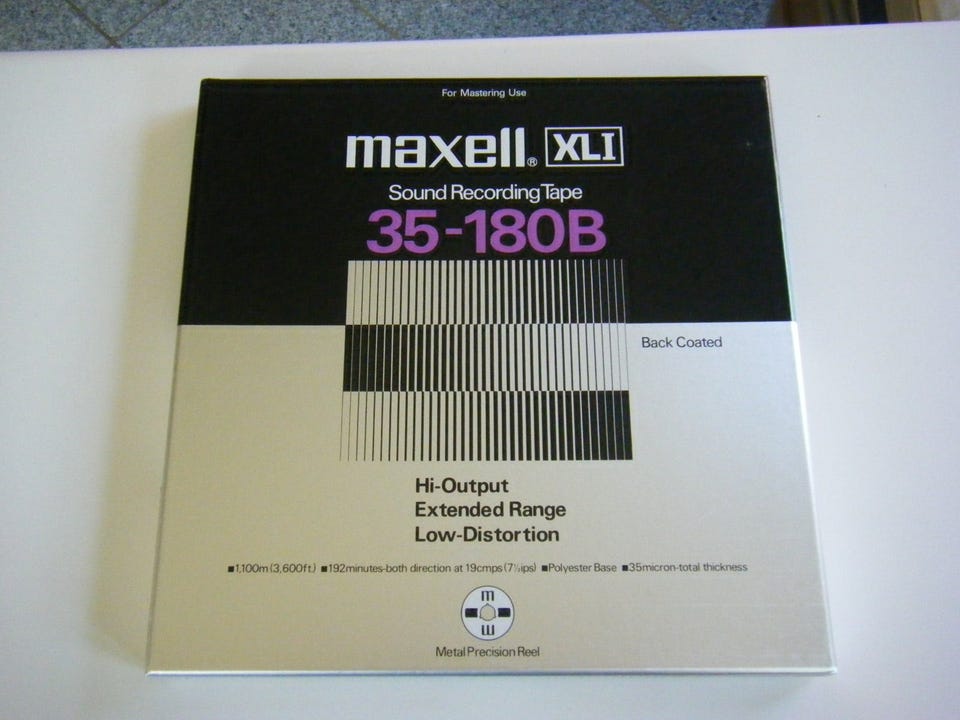 For Mastering Use
maxell® XLI
Sound Recording Tape
35-180B
Back Coated
Hi-Output
Extended Range
Low-Distortion
■1,100m (3,600ft.) ■192minutes-both direction at 19cmps (7½ips) ■Polyester Base ■35micron-total thickness
m
m
Metal Precision Reel